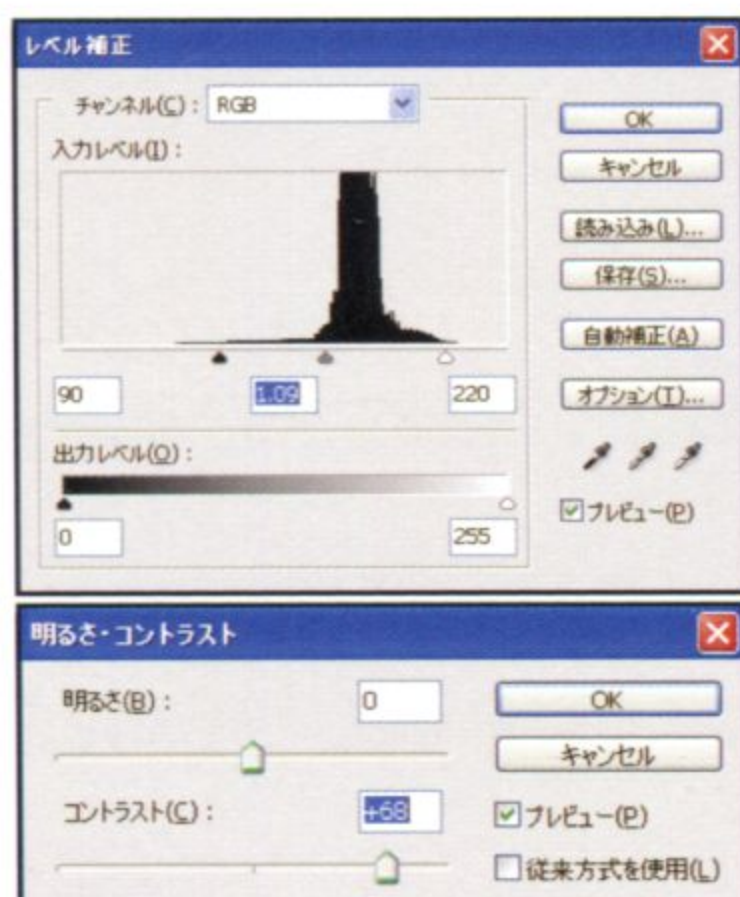 レベル補正
チャンネル(C): RGB
入力レベル(I):
90 1.09 220
出力レベル(O):
0 255
OK
キャンセル
読み込み(L)...
保存(S)...
自動補正(A)
オプション(T)...
プレビュー(P)
明るさ・コントラスト
明るさ(B): 0
コントラスト(C): +68
OK
キャンセル
プレビュー(P)
従来方式を使用(L)